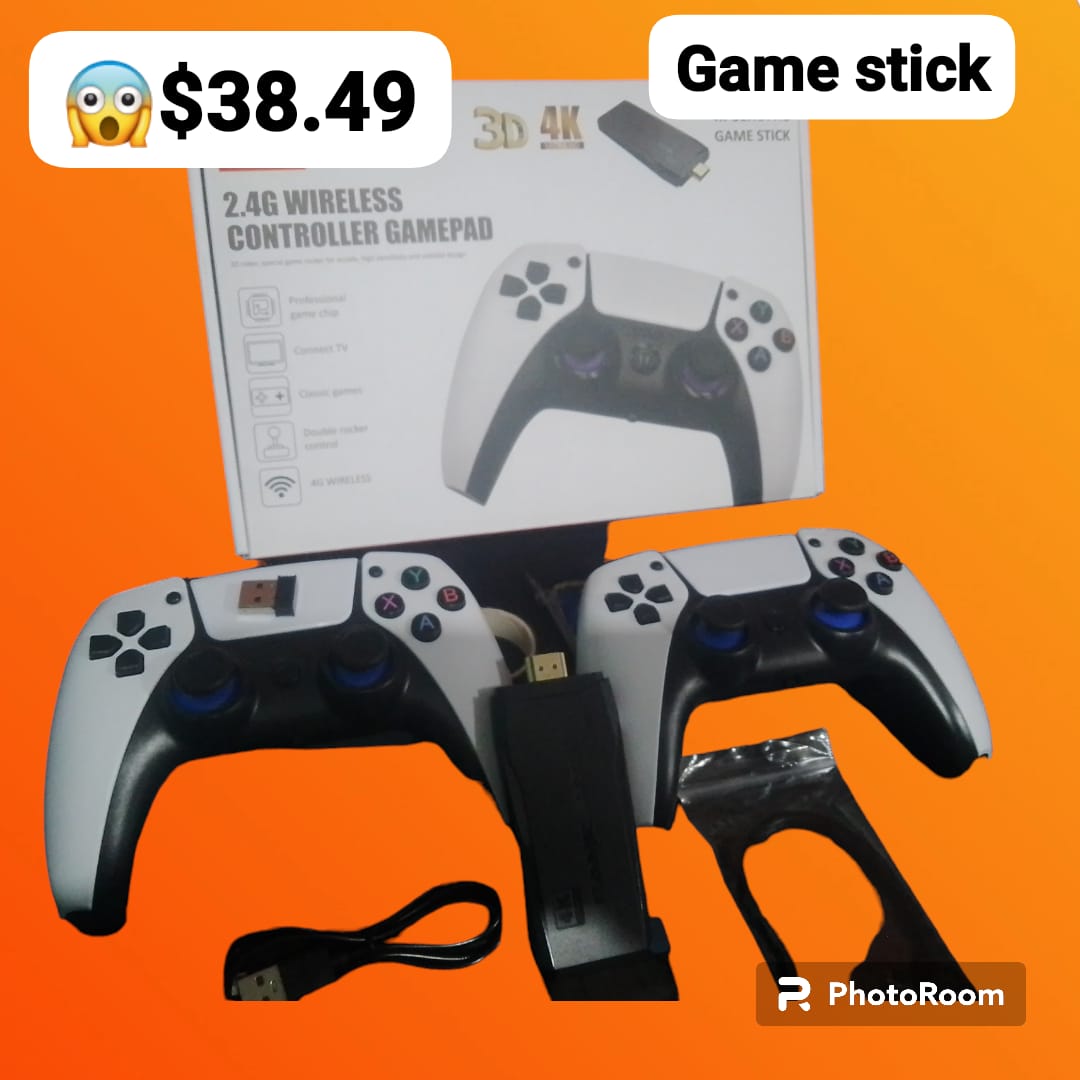 😱$38.49
Game stick
3D 4K
GAME STICK
2.4G WIRELESS
CONTROLLER GAMEPAD
Professional
game chip
Connect TV
Classic games
Double rocker
control
4G WIRELESS
Y
X B
A
Y
X B
A
Y
X B
A
4K
PhotoRoom